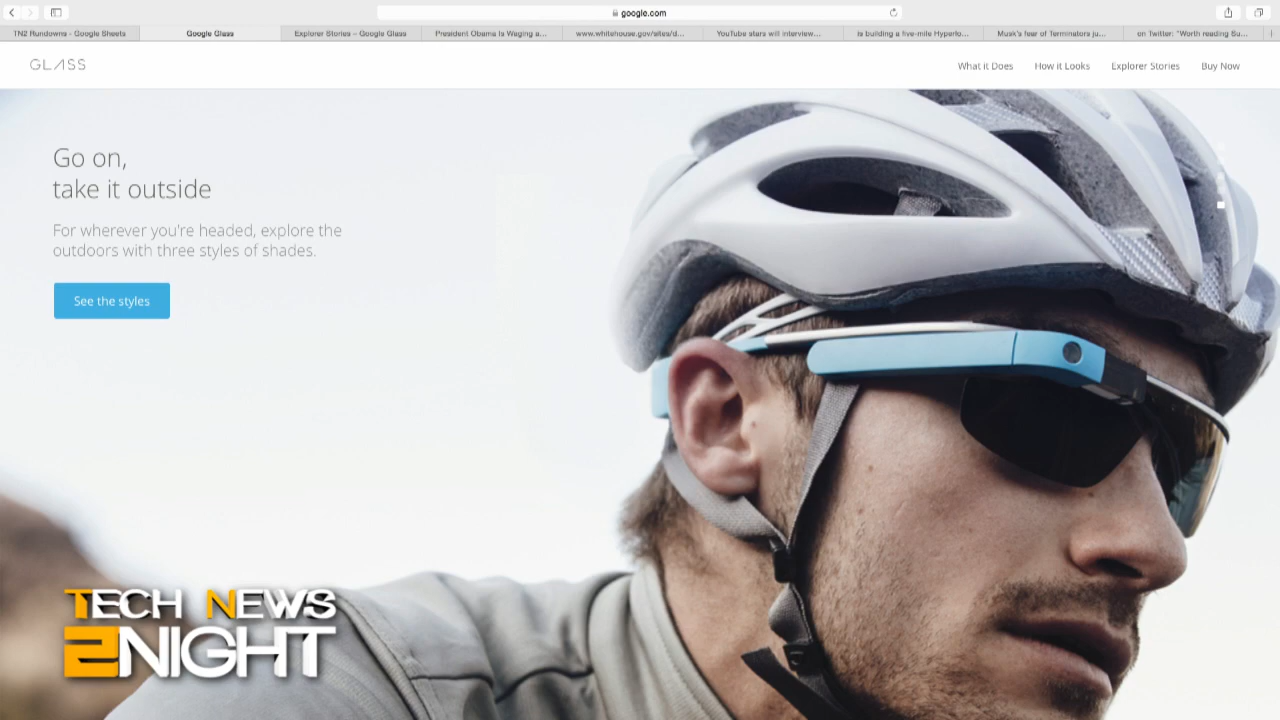 google.com
TN2 Rundowns - Google Sheets
Google Glass
Explorer Stories – Google Glass
President Obama Is Waging a...
www.whitehouse.gov/sites/d...
YouTube stars will interview...
is building a five-mile Hyperlo...
Musk's fear of Terminators ju...
on Twitter: "Worth reading Su...
GLASS
What it Does
How it Looks
Explorer Stories
Buy Now
Go on,
take it outside
For wherever you're headed, explore the
outdoors with three styles of shades.
See the styles
TECH NEWS
2NIGHT